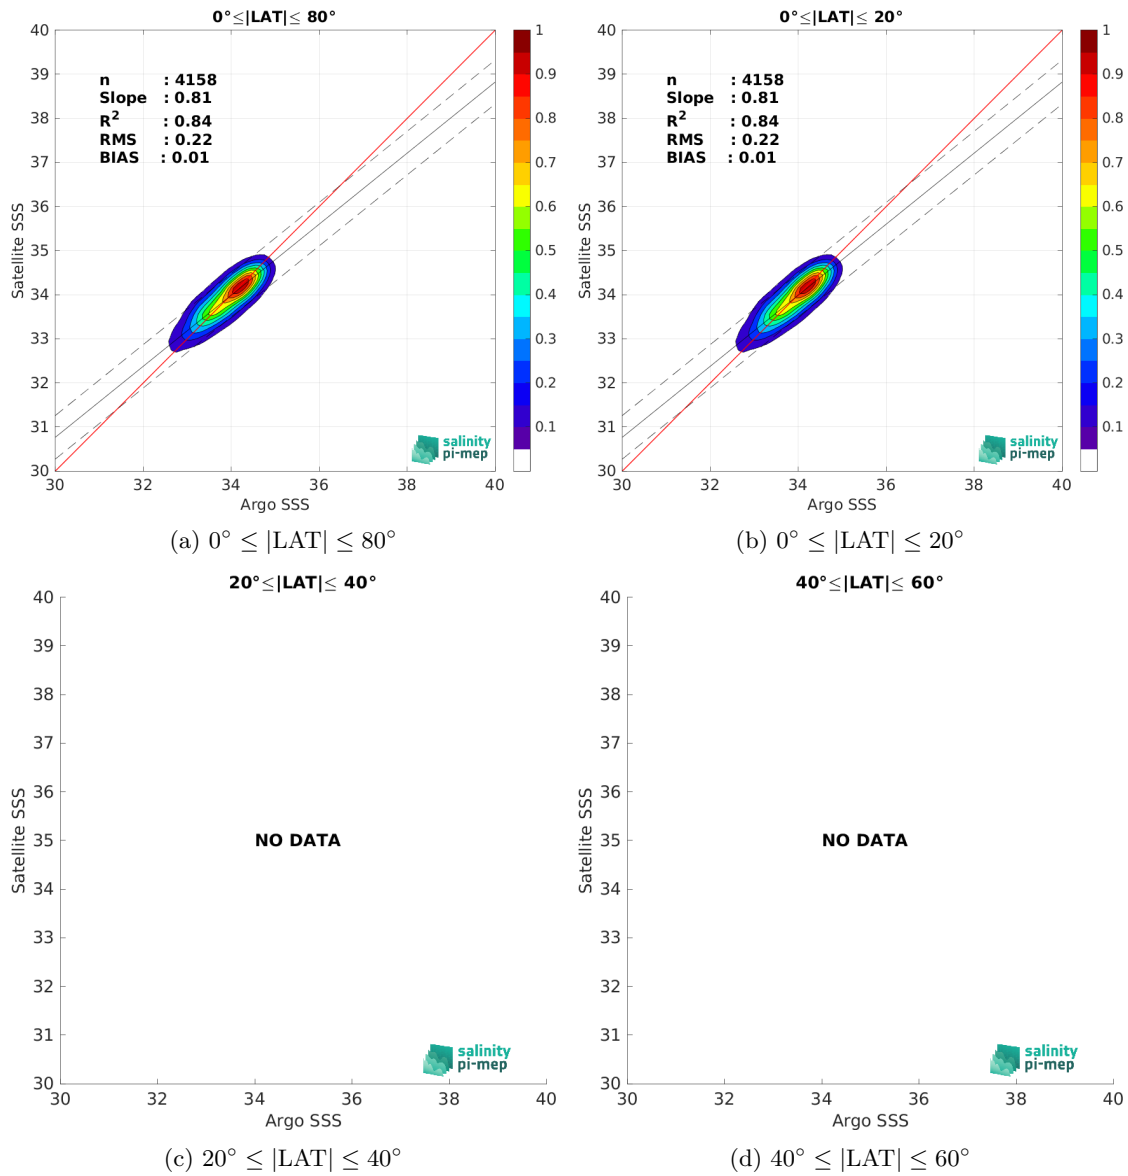 0°≤|LAT|≤ 80°
40
39
38
37
36
35
34
33
32
31
30
Satellite SSS
n : 4158
Slope : 0.81
R² : 0.84
RMS : 0.22
BIAS : 0.01
1
0.9
0.8
0.7
0.6
0.5
0.4
0.3
0.2
0.1
salinity
pi-mep
30 32 34 36 38 40
Argo SSS
(a) 0° ≤ |LAT| ≤ 80°
0°≤|LAT|≤ 20°
40
39
38
37
36
35
34
33
32
31
30
Satellite SSS
n : 4158
Slope : 0.81
R² : 0.84
RMS : 0.22
BIAS : 0.01
1
0.9
0.8
0.7
0.6
0.5
0.4
0.3
0.2
0.1
salinity
pi-mep
30 32 34 36 38 40
Argo SSS
(b) 0° ≤ |LAT| ≤ 20°
20°≤|LAT|≤ 40°
40
39
38
37
36
35
34
33
32
31
30
Satellite SSS
NO DATA
salinity
pi-mep
30 32 34 36 38 40
Argo SSS
(c) 20° ≤ |LAT| ≤ 40°
40°≤|LAT|≤ 60°
40
39
38
37
36
35
34
33
32
31
30
Satellite SSS
NO DATA
salinity
pi-mep
30 32 34 36 38 40
Argo SSS
(d) 40° ≤ |LAT| ≤ 60°